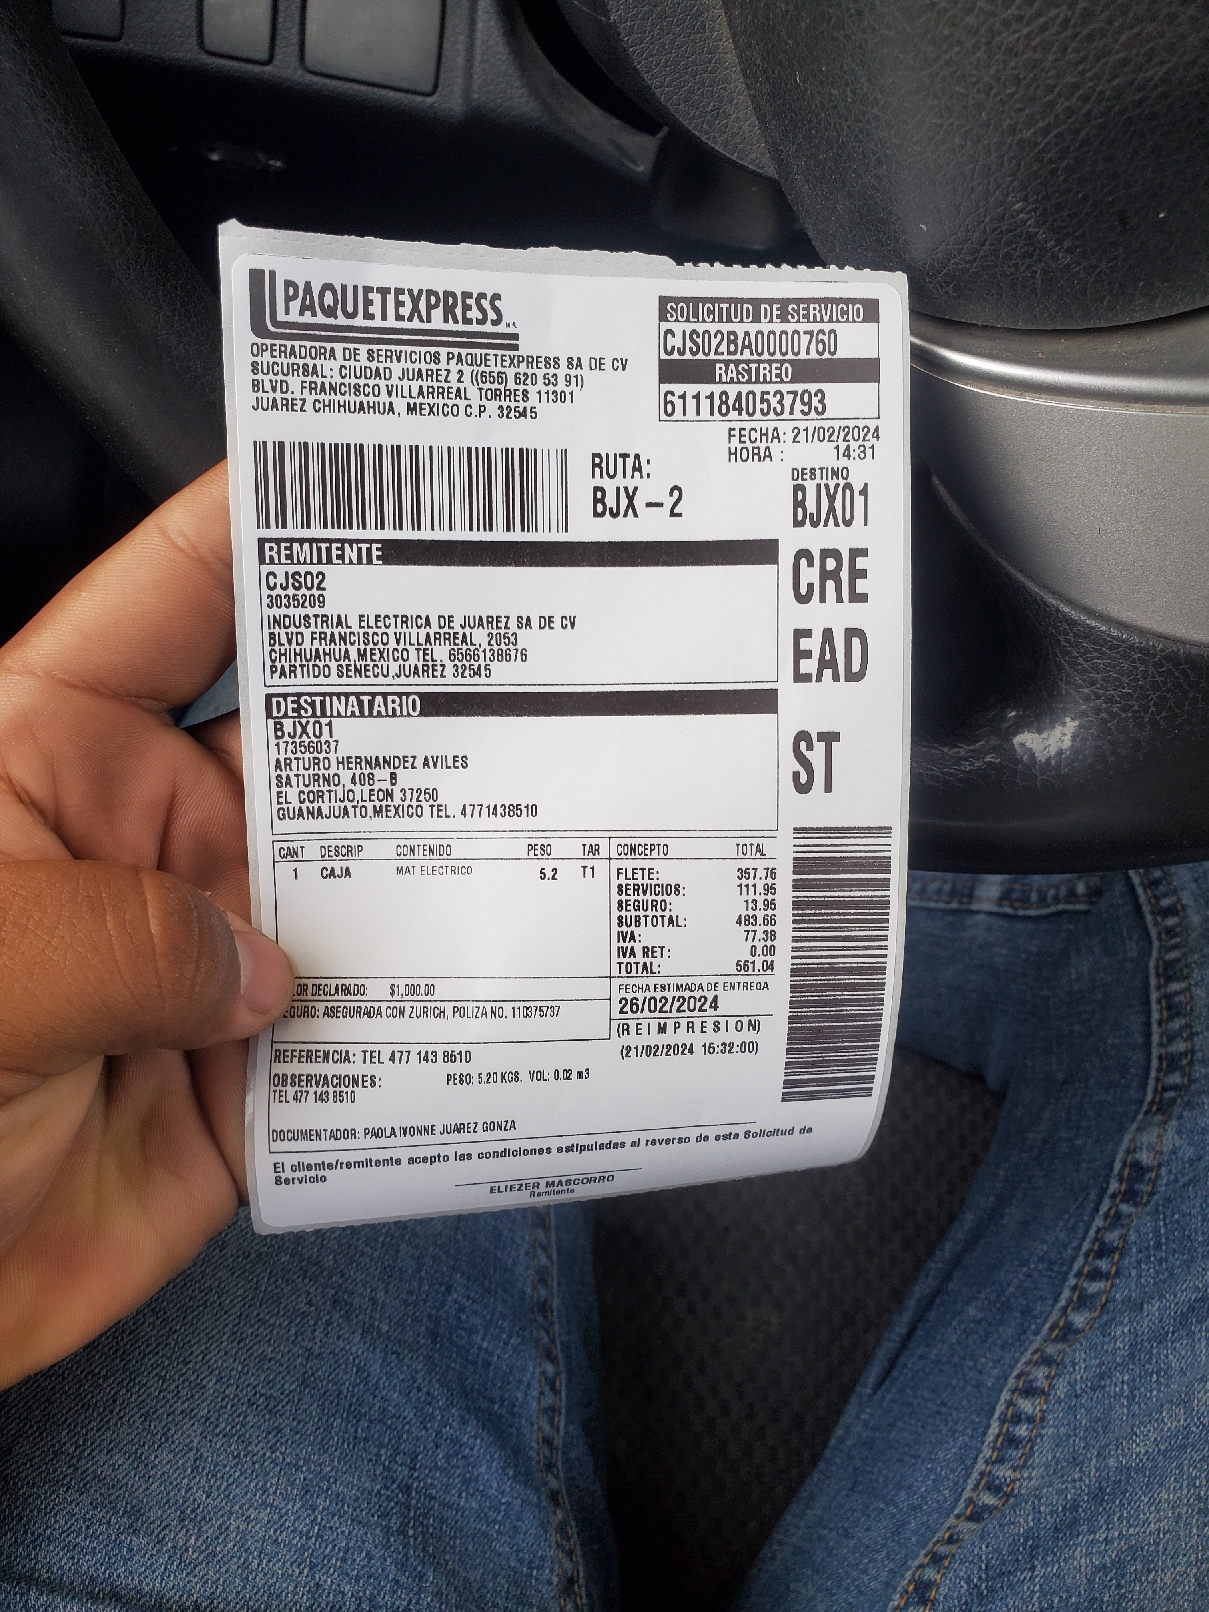 PAQUETEXPRESS
OPERADORA DE SERVICIOS PAQUETEXPRESS SA DE CV
SUCURSAL: CIUDAD JUAREZ 2 ((656) 620 53 91)
BLVD. FRANCISCO VILLARREAL TORRES 11301
JUAREZ CHIHUAHUA, MEXICO C.P. 32545
SOLICITUD DE SERVICIO
CJS02BA0000760
RASTREO
611184053793
FECHA: 21/02/2024
HORA : 14:31
RUTA:
BJX-2
DESTINO
BJX01
CRE
EAD
ST
REMITENTE
CJS02
3035209
INDUSTRIAL ELECTRICA DE JUAREZ SA DE CV
BLVD FRANCISCO VILLARREAL, 2053
CHIHUAHUA,MEXICO TEL. 6566138676
PARTIDO SENECU,JUAREZ 32545
DESTINATARIO
BJX01
17356037
ARTURO HERNANDEZ AVILES
SATURNO, 408-B
EL CORTIJO,LEON 37250
GUANAJUATO,MEXICO TEL. 4771438510
CANT DESCRIP CONTENIDO PESO TAR
1 CAJA MAT ELECTRICO 5.2 T1
CONCEPTO TOTAL
FLETE: 357.76
SERVICIOS: 111.95
SEGURO: 13.95
SUBTOTAL: 483.66
IVA: 77.38
IVA RET: 0.00
TOTAL: 561.04
OR DECLARADO: $1,000.00
EGURO: ASEGURADA CON ZURICH, POLIZA NO. 110375737
FECHA ESTIMADA DE ENTREGA
26/02/2024
(REIMPRESION)
(21/02/2024 15:32:00)
REFERENCIA: TEL 477 143 8510
OBSERVACIONES: PESO: 5.20 KGS. VOL: 0.02 m3
TEL 477 143 8510
DOCUMENTADOR: PAOLA IVONNE JUAREZ GONZA
El cliente/remitente acepto las condiciones estipuladas al reverso de esta Solicitud de
Servicio
ELIEZER MASCORRO
Remitente